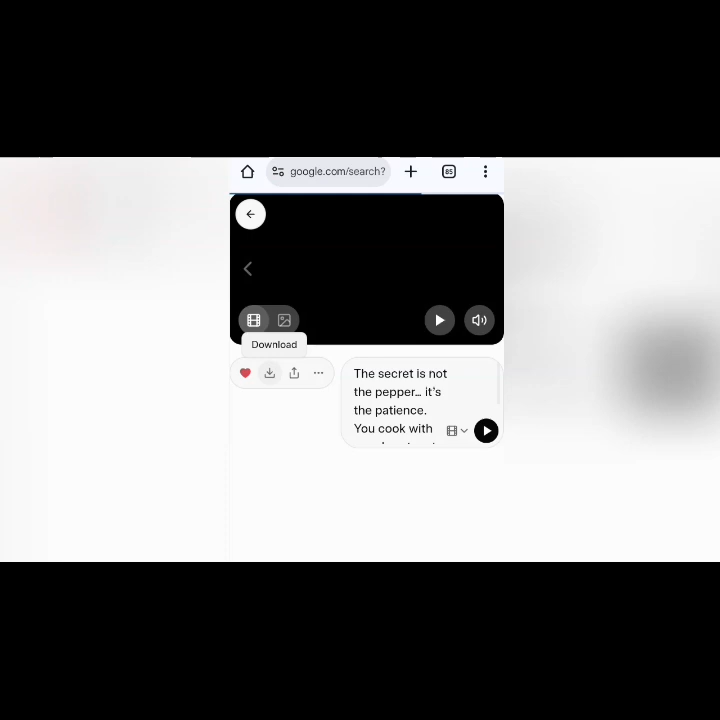 google.com/search?
85
Download
The secret is not
the pepper... it's
the patience.
You cook with